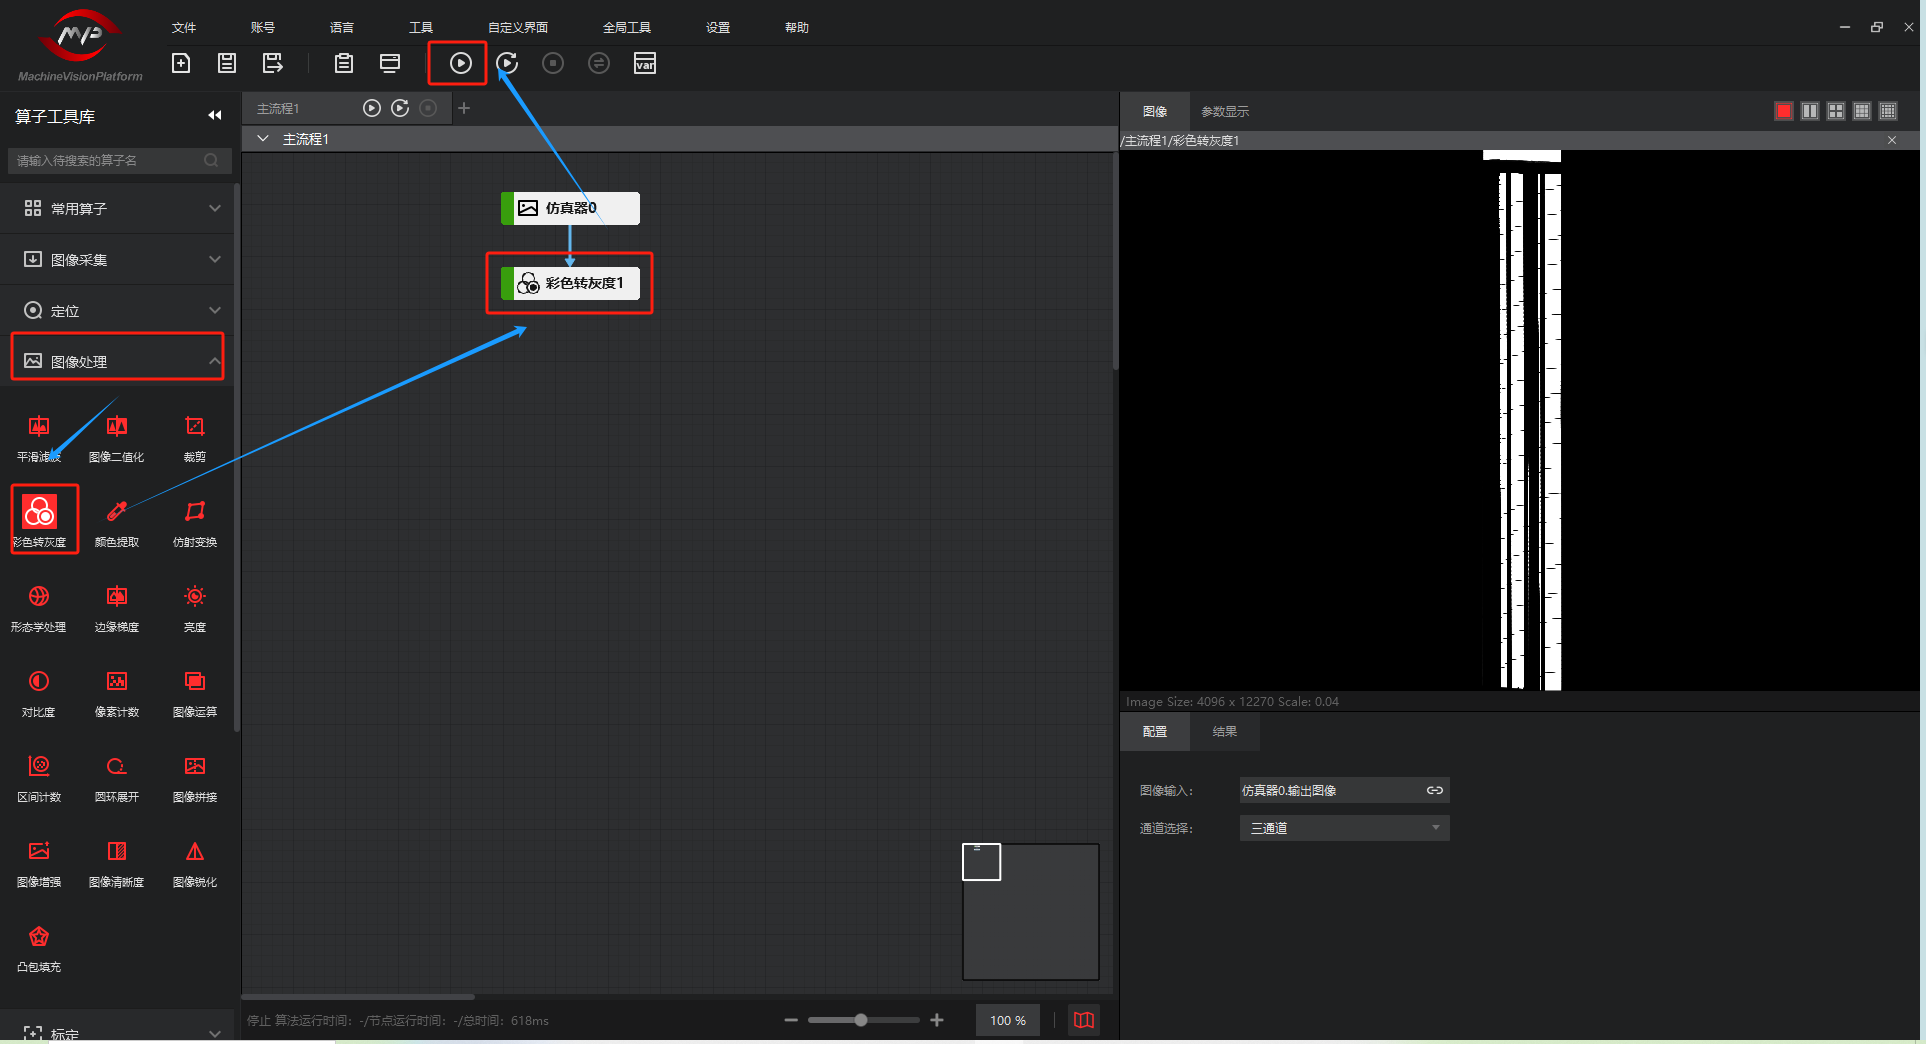 MVP
MachineVisionPlatform
文件 账号 语言 工具 自定义界面 全局工具 设置 帮助
var
算子工具库
请输入待搜索的算子名
常用算子
图像采集
定位
图像处理
平滑滤波 图像二值化 裁剪
彩色转灰度 颜色提取 仿射变换
形态学处理 边缘梯度 亮度
对比度 像素计数 图像运算
区间计数 圆环展开 图像拼接
图像增强 图像清晰度 图像锐化
凸包填充
标定
主流程1
主流程1
仿真器0
彩色转灰度1
停止 算法运行时间: -/节点运行时间: -/总时间: 618ms
100 %
图像 参数显示
/主流程1/彩色转灰度1
Image Size: 4096 x 12270 Scale: 0.04
配置 结果
图像输入: 仿真器0.输出图像
通道选择: 三通道